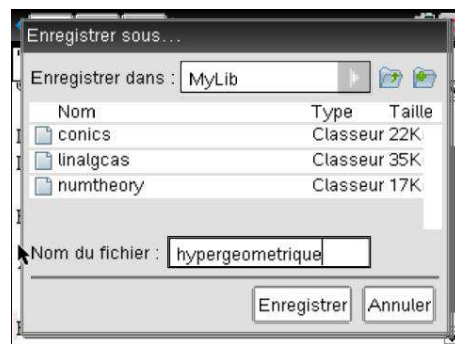 Enregistrer sous...
Enregistrer dans : MyLib
Nom Type Taille
conics Classeur 22K
linalgcas Classeur 35K
numtheory Classeur 17K
Nom du fichier : hypergeometrique
Enregistrer Annuler